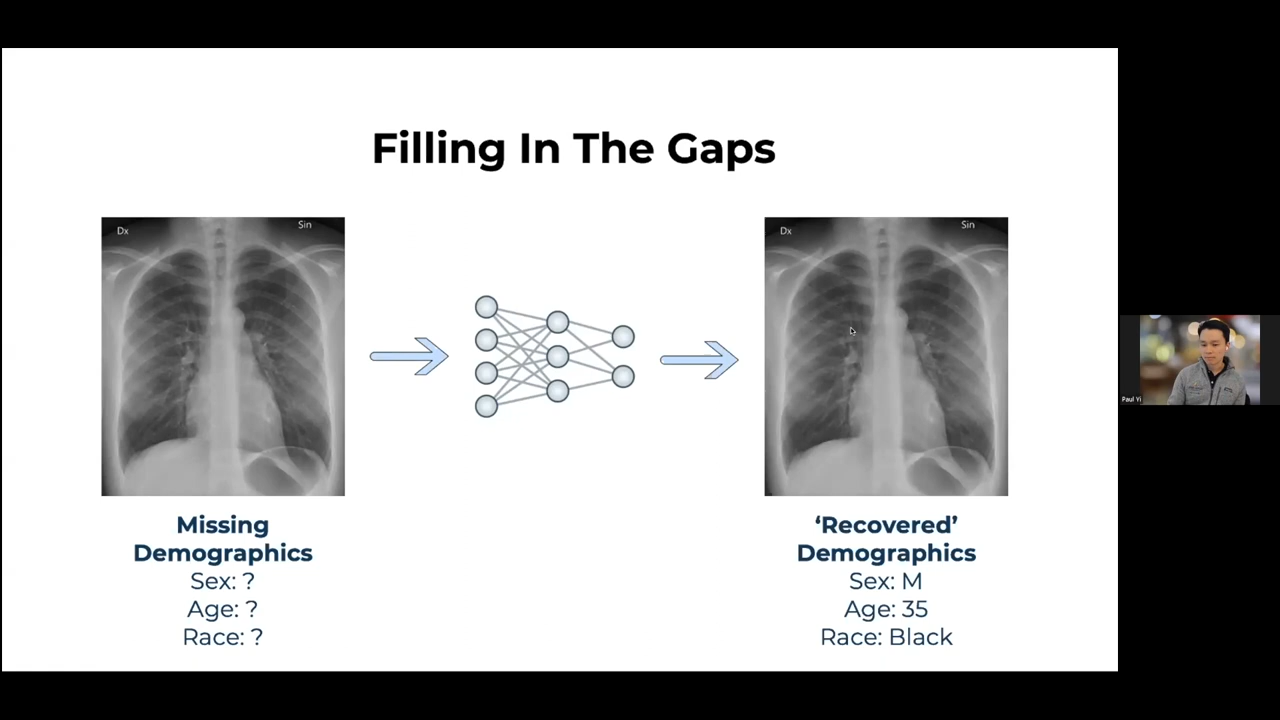 Filling In The Gaps
Dx
Sin
Dx
Sin
Missing
Demographics
Sex: ?
Age: ?
Race: ?
‘Recovered’
Demographics
Sex: M
Age: 35
Race: Black
Paul Yi